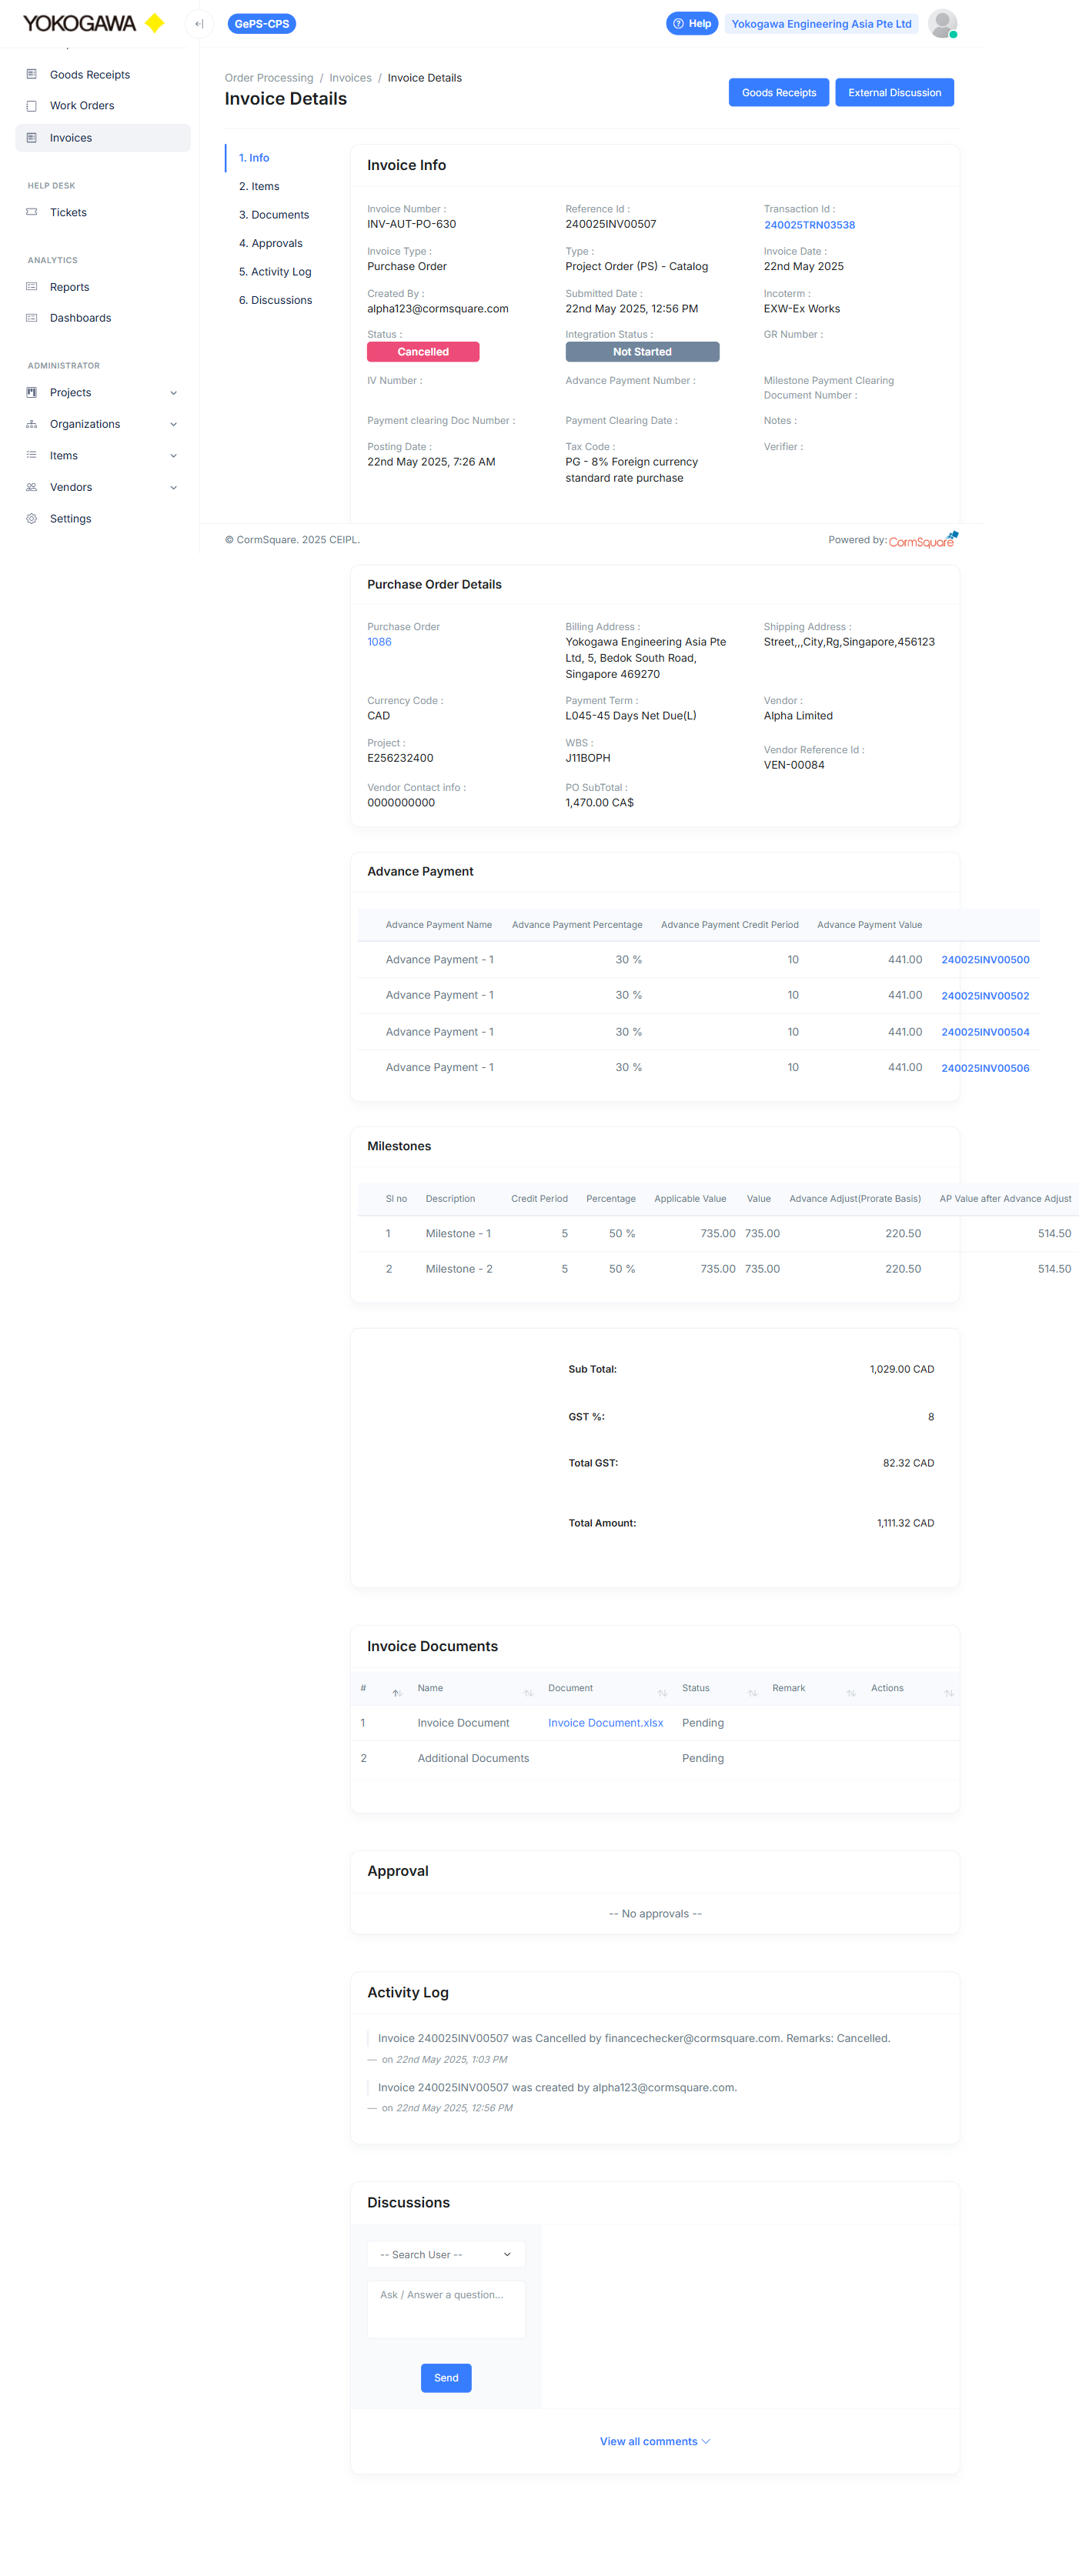 YOKOGAWA
GePS-CPS
Help
Yokogawa Engineering Asia Pte Ltd
Goods Receipts
Work Orders
Invoices
HELP DESK
Tickets
ANALYTICS
Reports
Dashboards
ADMINISTRATOR
Projects
Organizations
Items
Vendors
Settings
Order Processing / Invoices / Invoice Details
Invoice Details
Goods Receipts
External Discussion
1. Info
2. Items
3. Documents
4. Approvals
5. Activity Log
6. Discussions
Invoice Info
Invoice Number :
INV-AUT-PO-630
Reference Id :
240025INV00507
Transaction Id :
240025TRN03538
Invoice Type :
Purchase Order
Type :
Project Order (PS) - Catalog
Invoice Date :
22nd May 2025
Created By :
alpha123@cormsquare.com
Submitted Date :
22nd May 2025, 12:56 PM
Incoterm :
EXW-Ex Works
Status :
Cancelled
Integration Status :
Not Started
GR Number :
IV Number :
Advance Payment Number :
Milestone Payment Clearing
Document Number :
Payment clearing Doc Number :
Payment Clearing Date :
Notes :
Posting Date :
22nd May 2025, 7:26 AM
Tax Code :
PG - 8% Foreign currency
standard rate purchase
Verifier :
© CormSquare. 2025 CEIPL.
Powered by: CormSquare
Purchase Order Details
Purchase Order
1086
Billing Address :
Yokogawa Engineering Asia Pte
Ltd, 5, Bedok South Road,
Singapore 469270
Shipping Address :
Street,,,City,Rg,Singapore,456123
Currency Code :
CAD
Payment Term :
L045-45 Days Net Due(L)
Vendor :
Alpha Limited
Project :
E256232400
WBS :
J11BOPH
Vendor Reference Id :
VEN-00084
Vendor Contact info :
0000000000
PO SubTotal :
1,470.00 CA$
Advance Payment
Advance Payment Name Advance Payment Percentage Advance Payment Credit Period Advance Payment Value
Advance Payment - 1 30 % 10 441.00 240025INV00500
Advance Payment - 1 30 % 10 441.00 240025INV00502
Advance Payment - 1 30 % 10 441.00 240025INV00504
Advance Payment - 1 30 % 10 441.00 240025INV00506
Milestones
Sl no Description Credit Period Percentage Applicable Value Value Advance Adjust(Prorate Basis) AP Value after Advance Adjust
1 Milestone - 1 5 50 % 735.00 735.00 220.50 514.50
2 Milestone - 2 5 50 % 735.00 735.00 220.50 514.50
Sub Total: 1,029.00 CAD
GST %: 8
Total GST: 82.32 CAD
Total Amount: 1,111.32 CAD
Invoice Documents
# Name Document Status Remark Actions
1 Invoice Document Invoice Document.xlsx Pending
2 Additional Documents Pending
Approval
-- No approvals --
Activity Log
Invoice 240025INV00507 was Cancelled by financechecker@cormsquare.com. Remarks: Cancelled.
— on 22nd May 2025, 1:03 PM
Invoice 240025INV00507 was created by alpha123@cormsquare.com.
— on 22nd May 2025, 12:56 PM
Discussions
-- Search User --
Ask / Answer a question...
Send
View all comments